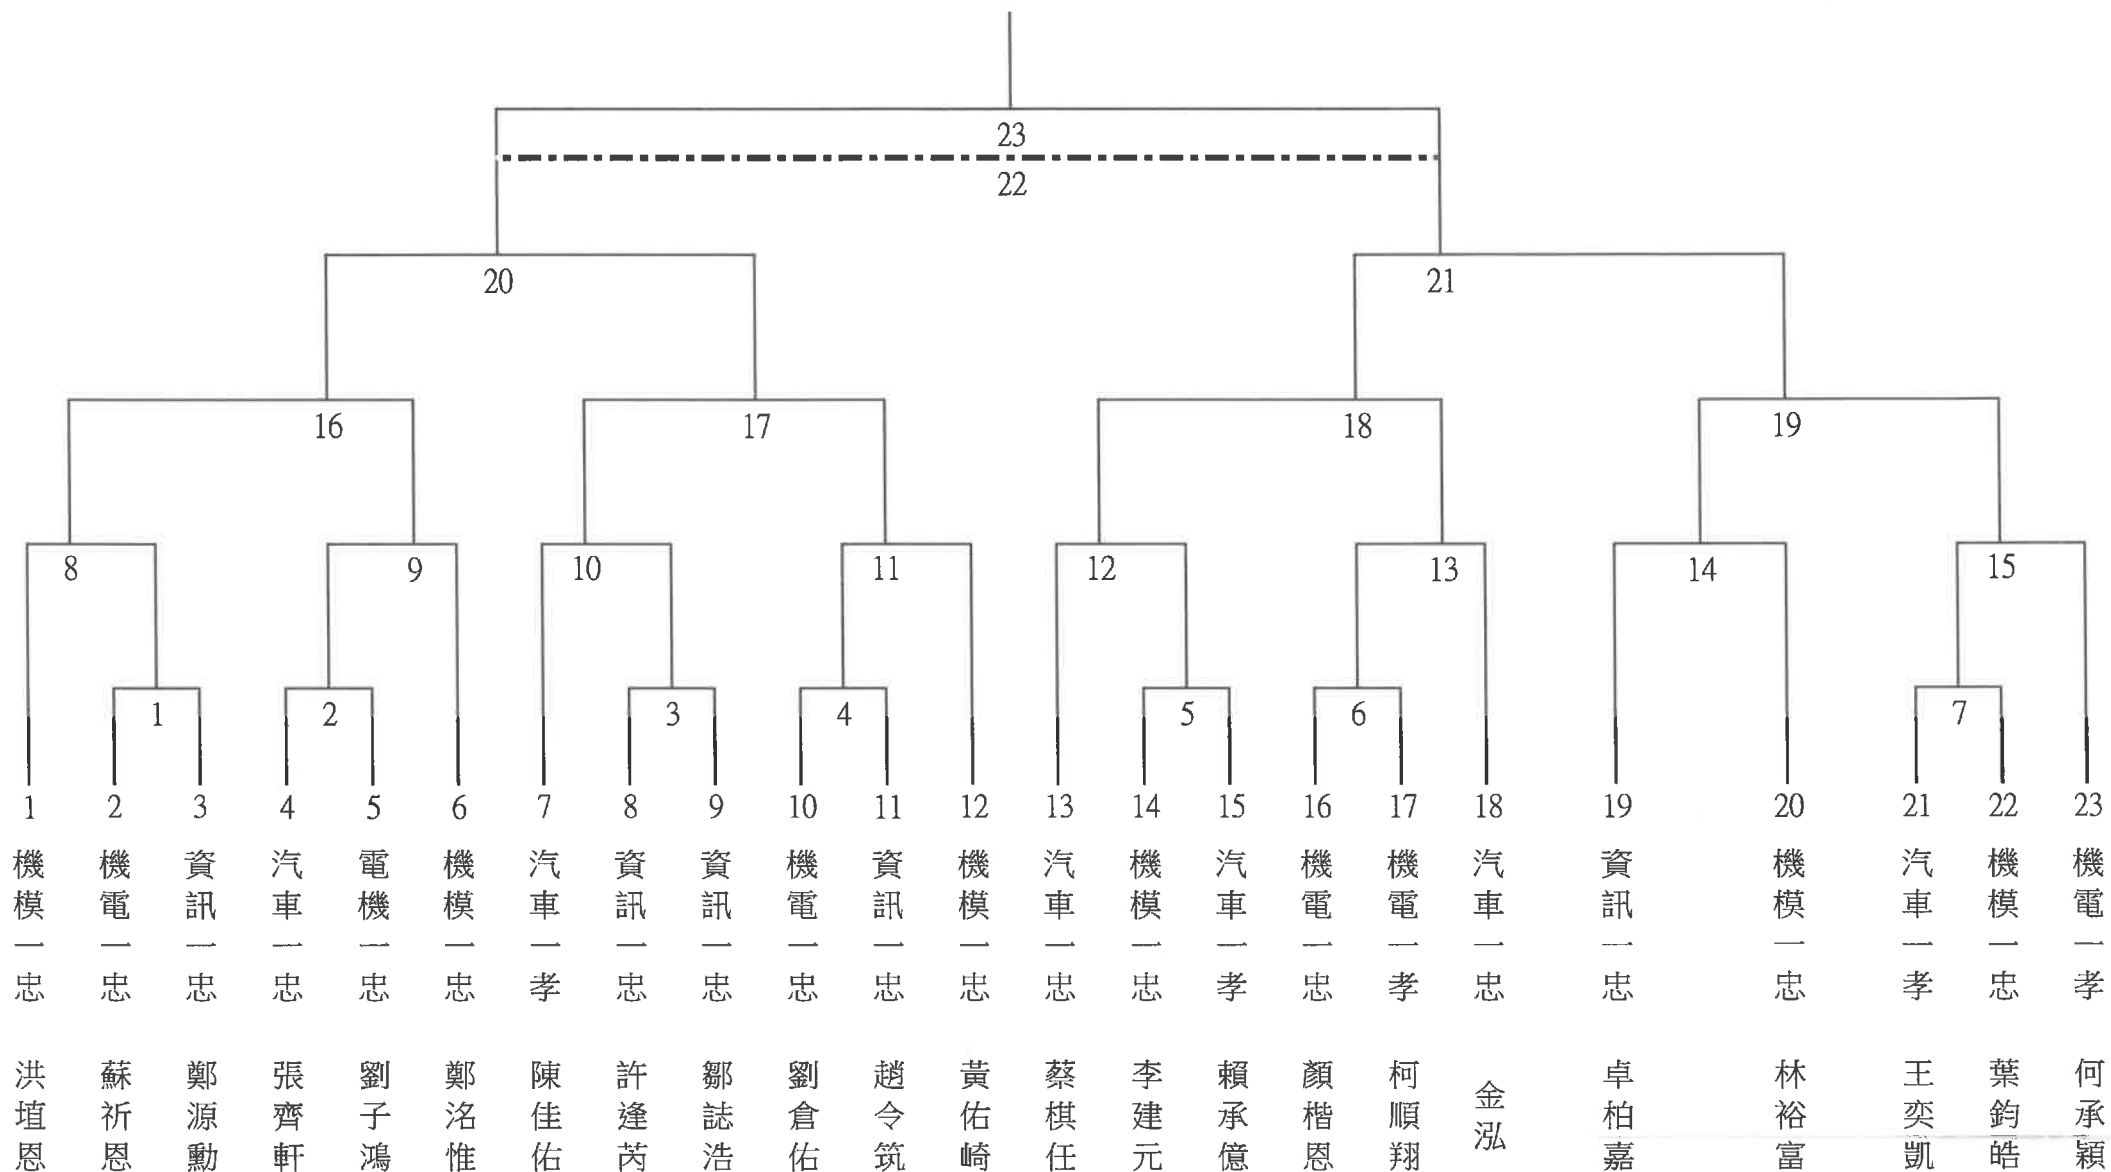 23
22
20
21
16
17
18
19
8
9
10
11
12
13
14
15
1
2
3
4
5
6
7
1 機模一忠 洪埴恩
2 機電一忠 蘇祈恩
3 資訊一忠 鄭源勳
4 汽車一忠 張齊軒
5 電機一忠 劉子鴻
6 機模一忠 鄭洺惟
7 汽車一孝 陳佳佑
8 資訊一忠 許逢芮
9 資訊一忠 鄒誌浩
10 機電一忠 劉倉佑
11 資訊一忠 趙令筑
12 機模一忠 黃佑崎
13 汽車一忠 蔡棋任
14 機模一忠 李建元
15 汽車一孝 賴承億
16 機電一忠 顏楷恩
17 機電一孝 柯順翔
18 汽車一忠 金泓
19 資訊一忠 卓柏嘉
20 機模一忠 林裕富
21 汽車一孝 王奕凱
22 機模一忠 葉鈞皓
23 機電一孝 何承穎